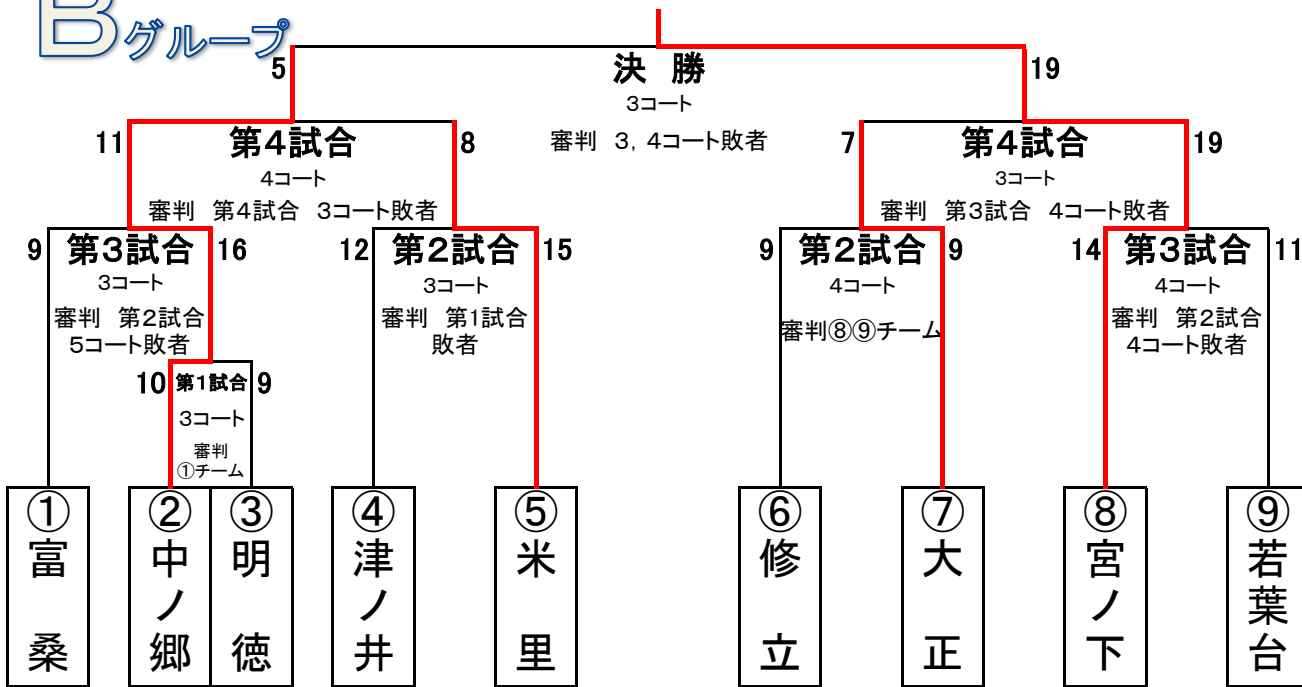 Bグループ
5 決 勝 19
3コート
審判 3, 4コート敗者
11 第4試合 8
4コート
審判 第4試合 3コート敗者
7 第4試合 19
3コート
審判 第3試合 4コート敗者
9 第3試合 16
3コート
審判 第2試合
5コート敗者
12 第2試合 15
3コート
審判 第1試合
敗者
9 第2試合 9
4コート
審判⑧⑨チーム
14 第3試合 11
4コート
審判 第2試合
4コート敗者
10 第1試合 9
3コート
審判
①チーム
①富桑
②中ノ郷
③明徳
④津ノ井
⑤米里
⑥修立
⑦大正
⑧宮ノ下
⑨若葉台